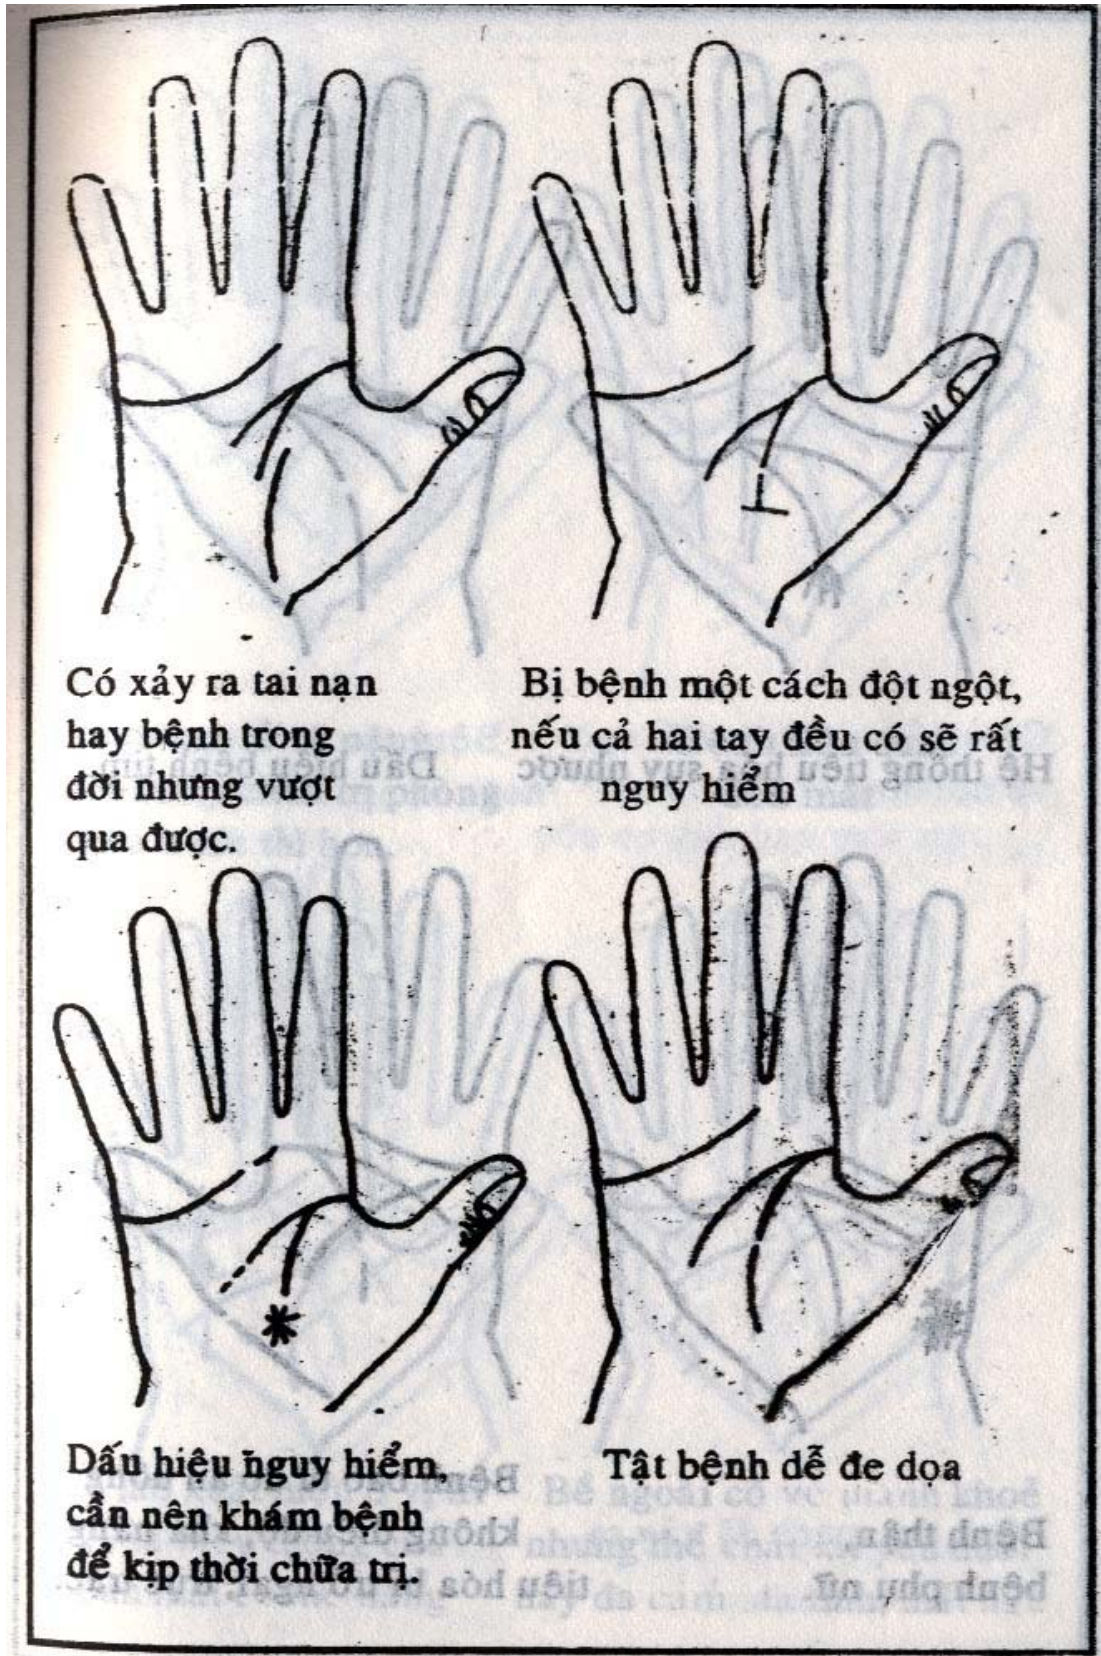 Có xảy ra tai nạn
hay bệnh trong
đời nhưng vượt
qua được.
Bị bệnh một cách đột ngột,
nếu cả hai tay đều có sẽ rất
nguy hiểm
Dấu hiệu nguy hiểm,
cần nên khám bệnh
để kịp thời chữa trị.
Tật bệnh dễ đe dọa